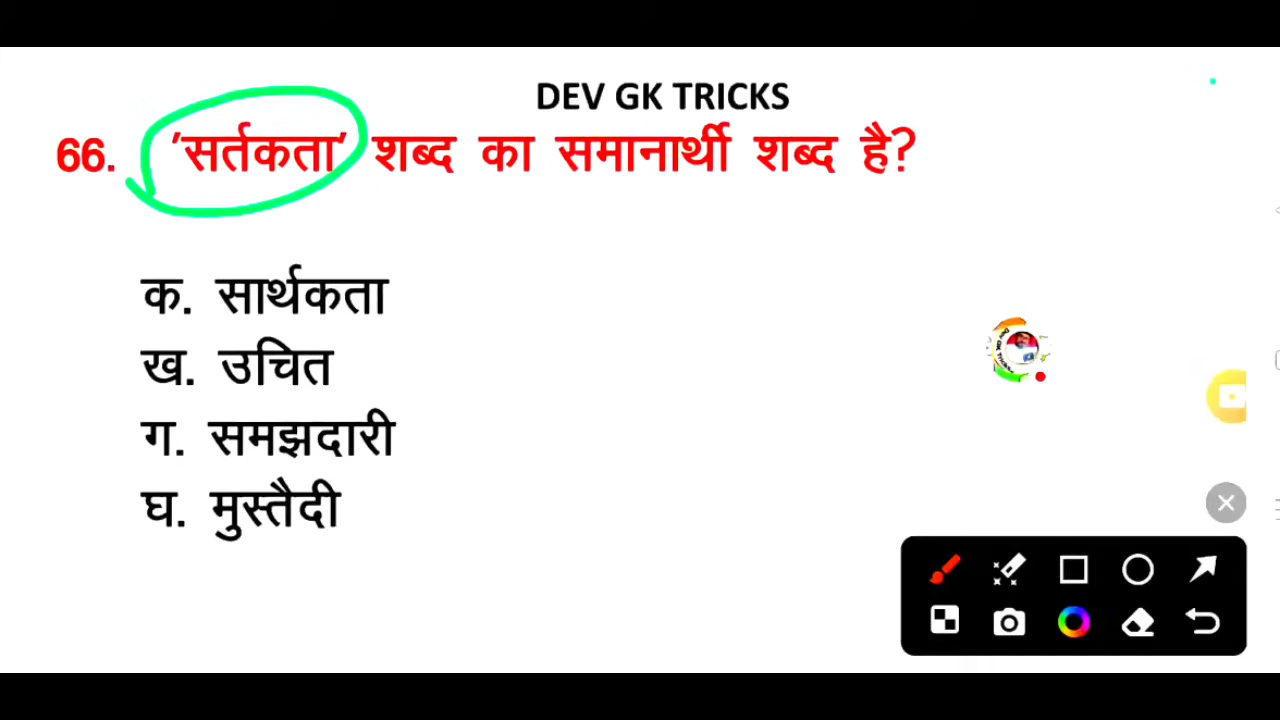 DEV GK TRICKS
66. 'सर्तकता' शब्द का समानार्थी शब्द है?
क. सार्थकता
ख. उचित
ग. समझदारी
घ. मुस्तैदी